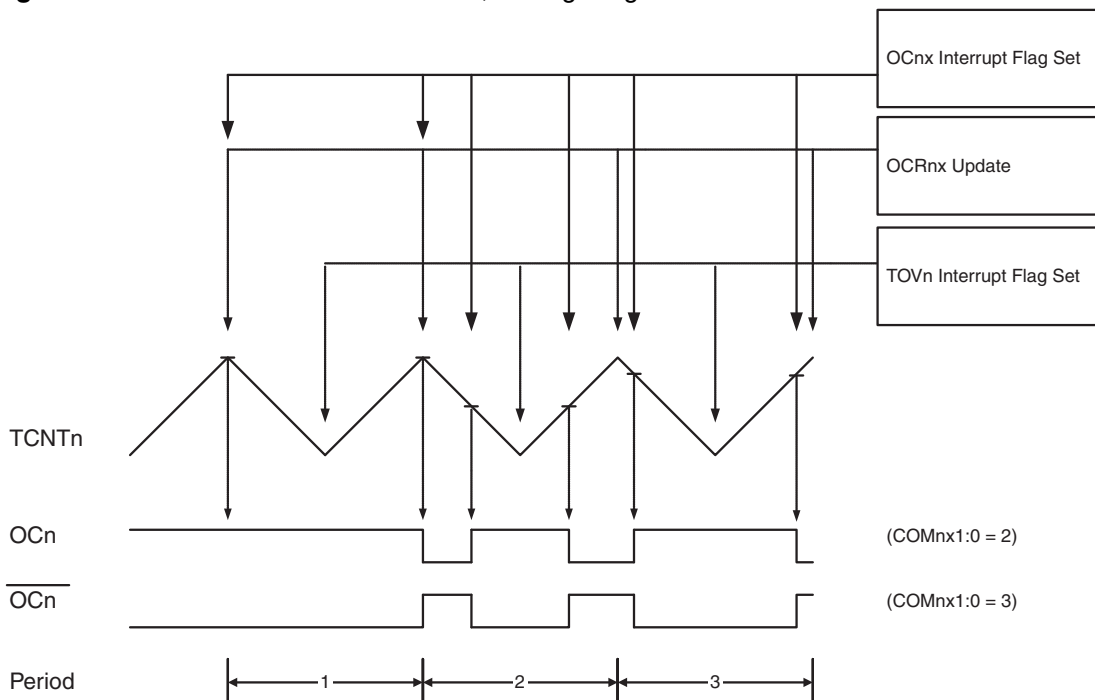 OCnx Interrupt Flag Set
OCRnx Update
TOVn Interrupt Flag Set
TCNTn
OCn
(COMnx1:0 = 2)
OCn
(COMnx1:0 = 3)
Period
1
2
3